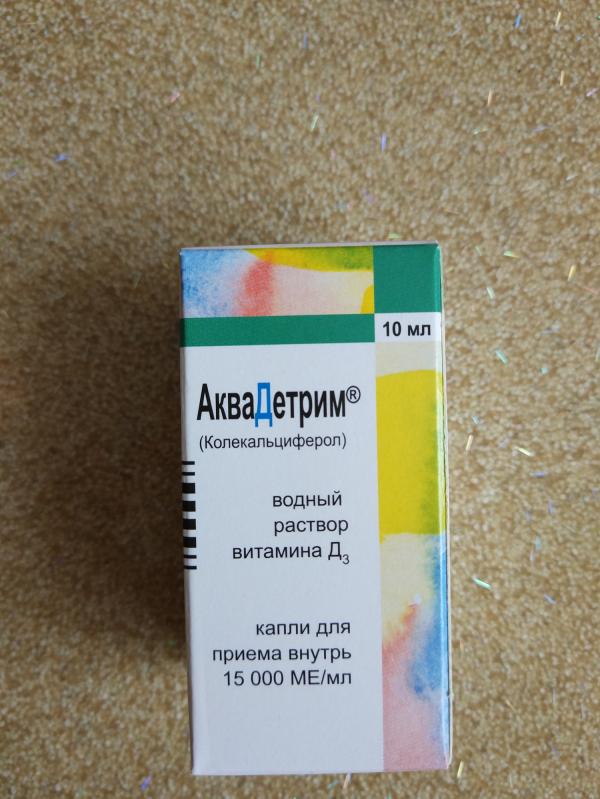 10 мл
АкваДетрим®
(Колекальциферол)
водный
раствор
витамина Д₃
капли для
приема внутрь
15 000 МЕ/мл